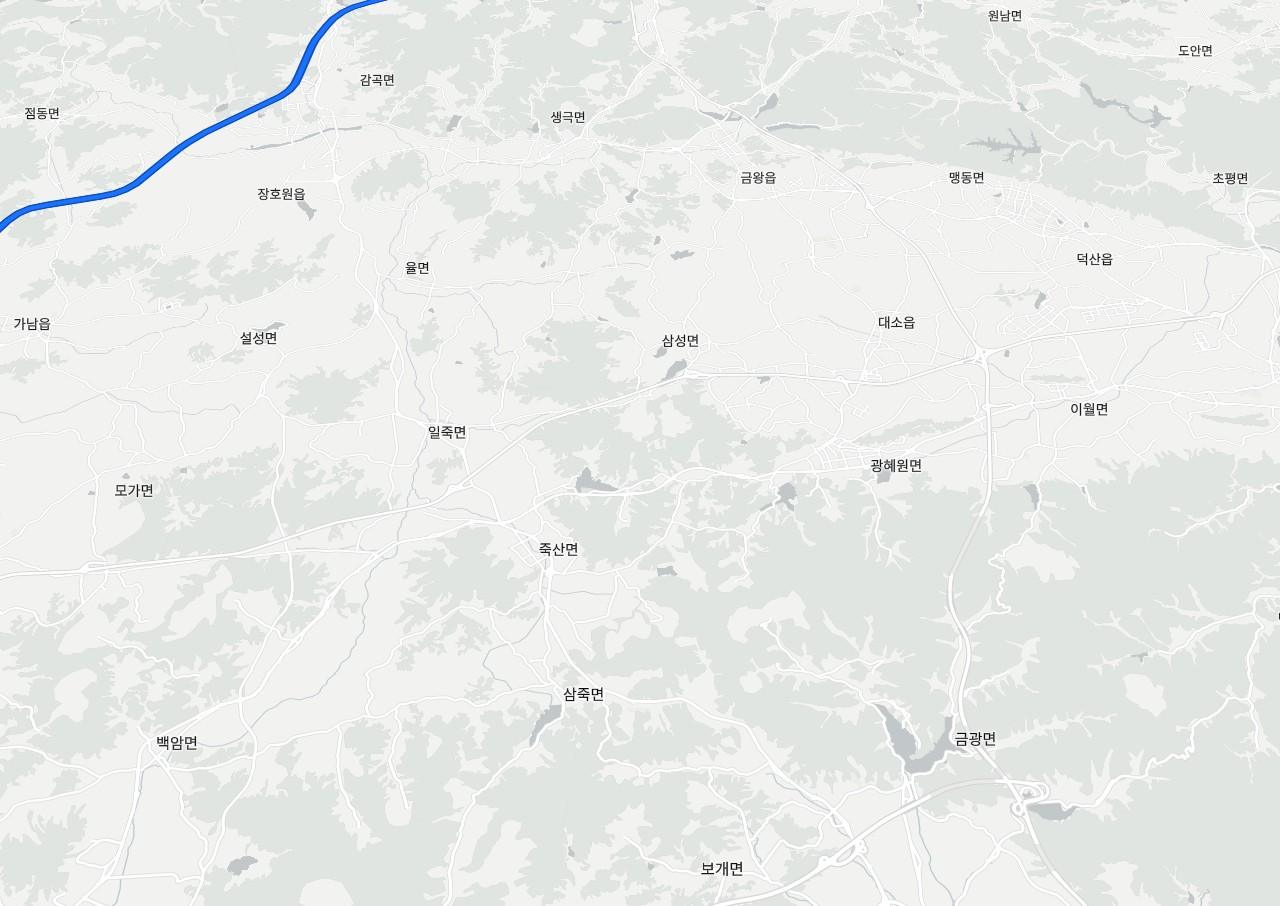 원남면
도안면
감곡면
점동면
생극면
금왕읍
맹동면
초평면
장호원읍
덕산읍
율면
가남읍
설성면
대소읍
삼성면
이월면
일죽면
광혜원면
모가면
죽산면
삼죽면
백암면
금광면
보개면